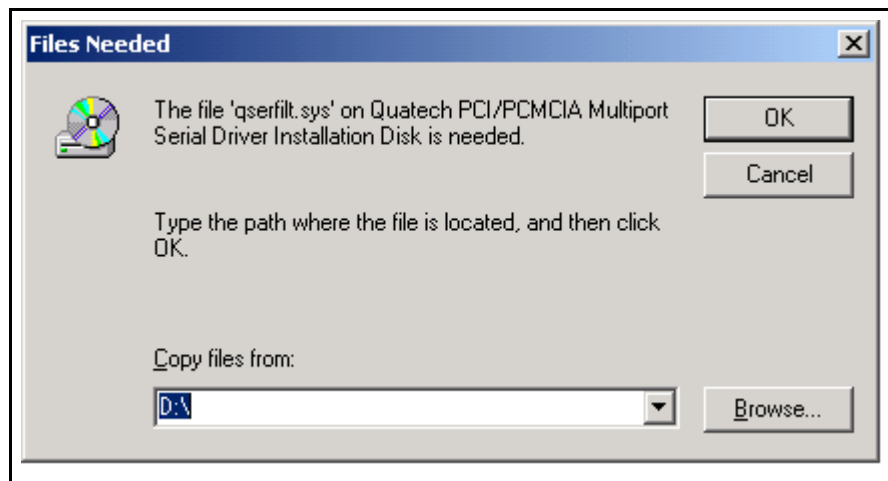 Files Needed
The file 'qserfilt.sys' on Quatech PCI/PCMCIA Multiport
Serial Driver Installation Disk is needed.
OK
Cancel
Type the path where the file is located, and then click
OK.
Copy files from:
D:\
Browse...